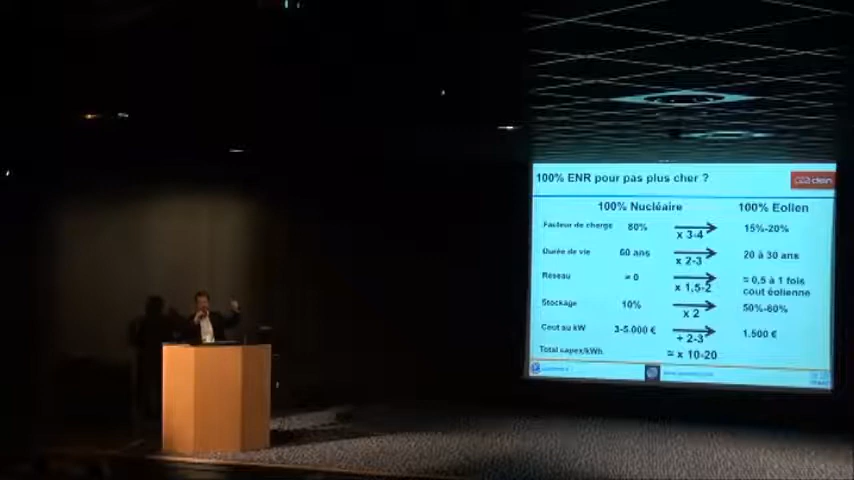 100% ENR pour pas plus cher ?
100% Nucléaire 100% Eolien
Facteur de charge 80% x 3-4 15%-20%
Durée de vie 60 ans x 2-3 20 à 30 ans
Réseau = 0 x 1,5-2 = 0,5 à 1 fois
cout éolienne
Stockage 10% x 2 50%-60%
Cout au kW 3-5.000 € ÷ 2-3 1.500 €
Total capex/kWh ≈ x 10-20